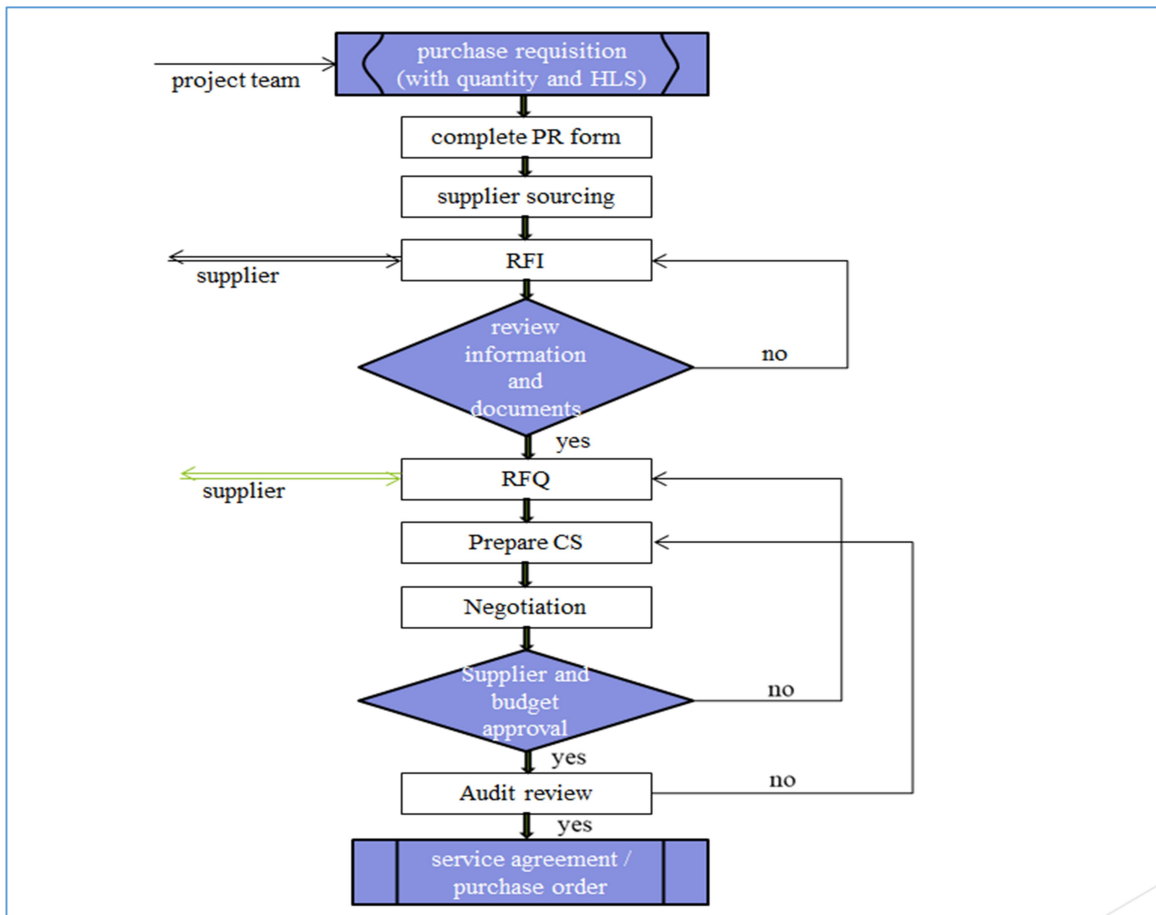 purchase requisition
(with quantity and HLS)
project team
complete PR form
supplier sourcing
RFI
supplier
review
information
and
documents
no
yes
RFQ
supplier
Prepare CS
Negotiation
Supplier and
budget
approval
no
yes
Audit review
no
yes
service agreement /
purchase order